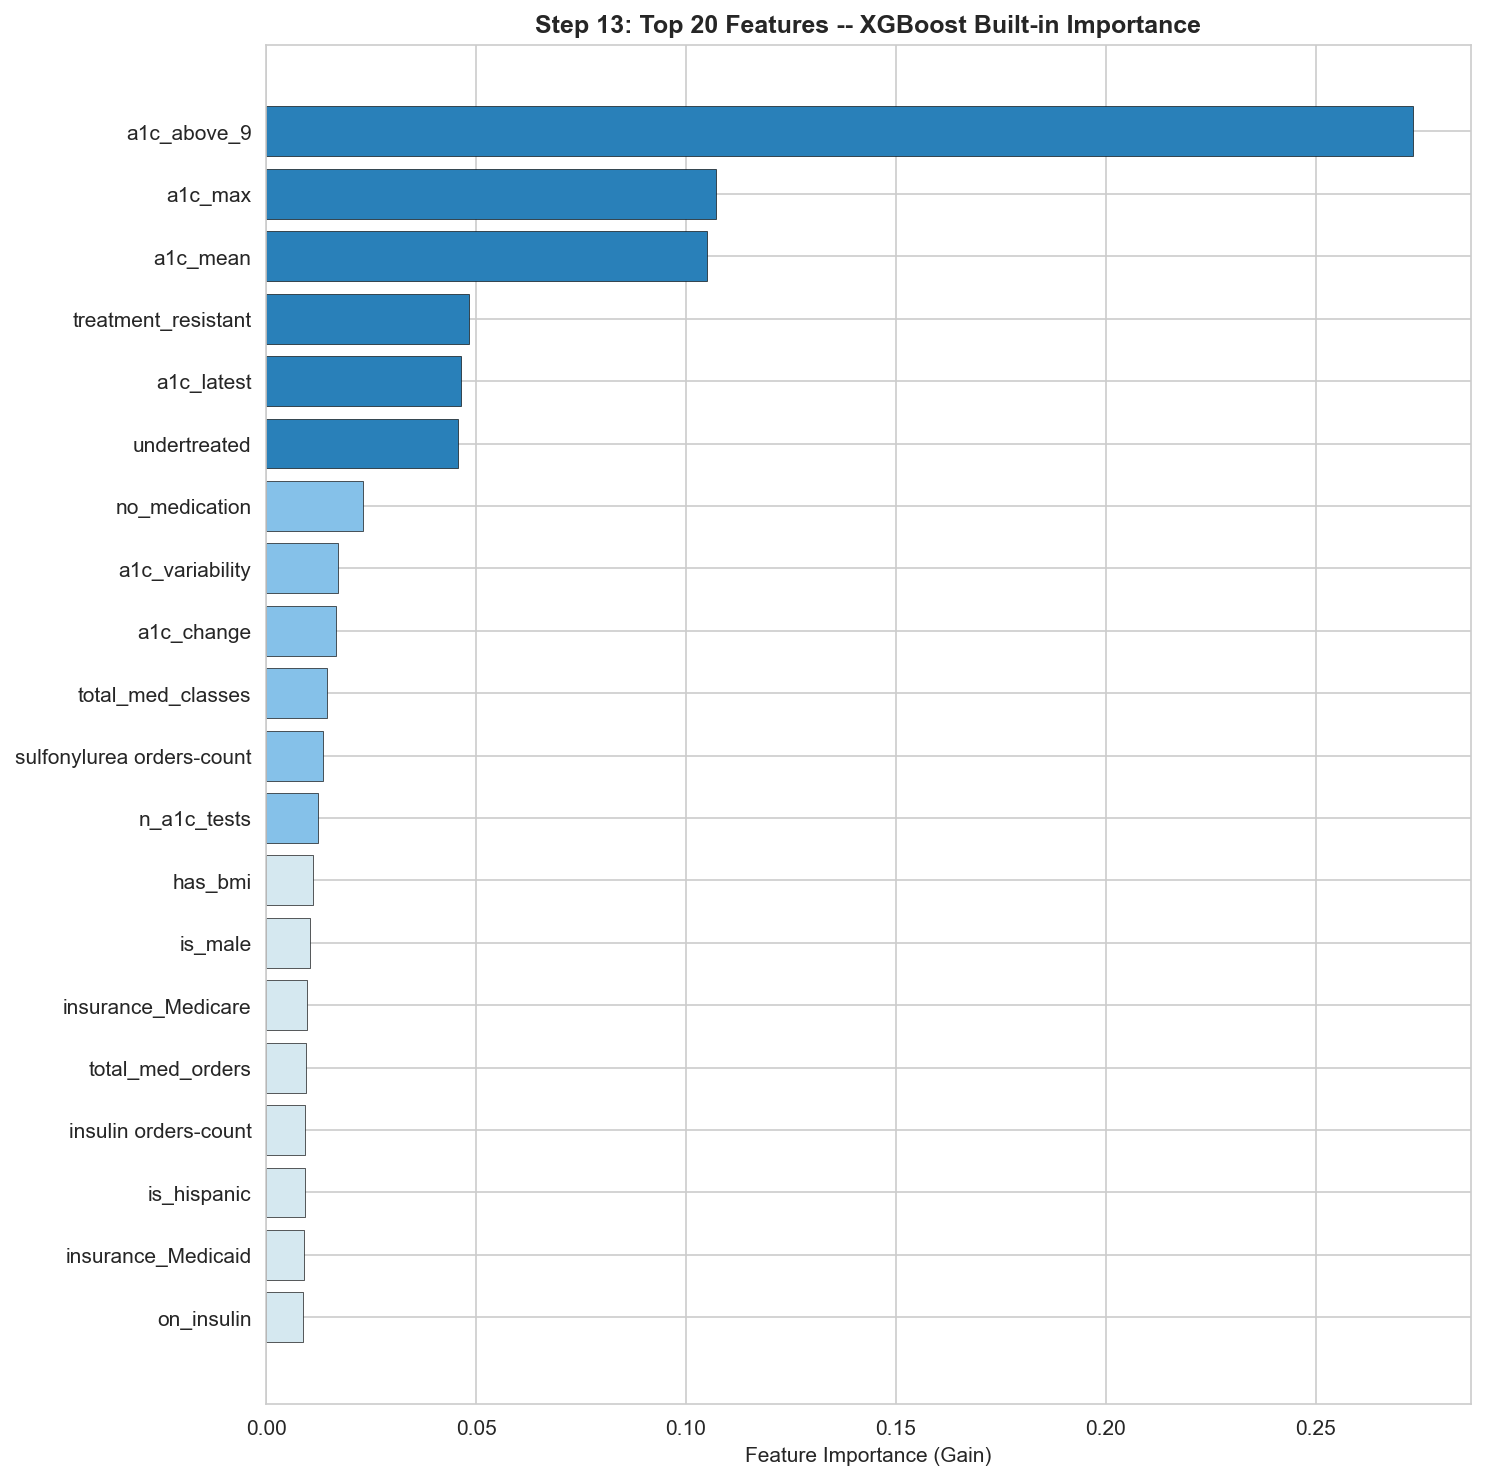 Step 13: Top 20 Features -- XGBoost Built-in Importance
a1c_above_9
a1c_max
a1c_mean
treatment_resistant
a1c_latest
undertreated
no_medication
a1c_variability
a1c_change
total_med_classes
sulfonylurea orders-count
n_a1c_tests
has_bmi
is_male
insurance_Medicare
total_med_orders
insulin orders-count
is_hispanic
insurance_Medicaid
on_insulin
0.00 0.05 0.10 0.15 0.20 0.25
Feature Importance (Gain)